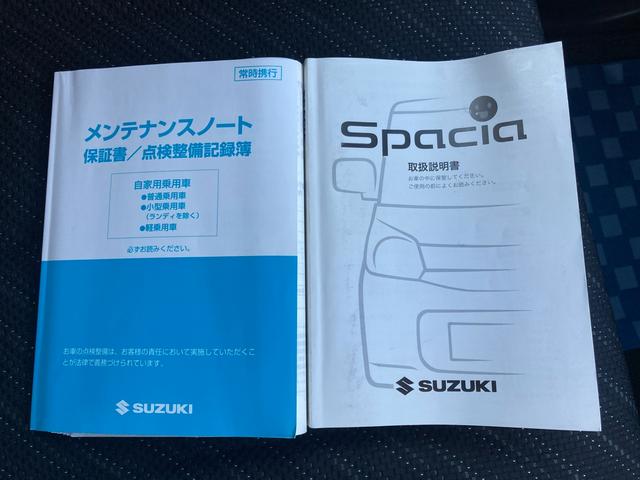 常時携行
メンテナンスノート
保証書／点検整備記録簿
自家用乗用車
●普通乗用車
●小型乗用車
（ランディを除く）
●軽乗用車
必ずお読みください。
お車の点検整備は、お客様の責任において実施していただくこ
とが法律で義務づけられています。
SUZUKI
Spacia
取扱説明書
お車の中に保管してください。
ご使用の前によくお読みください。
SUZUKI